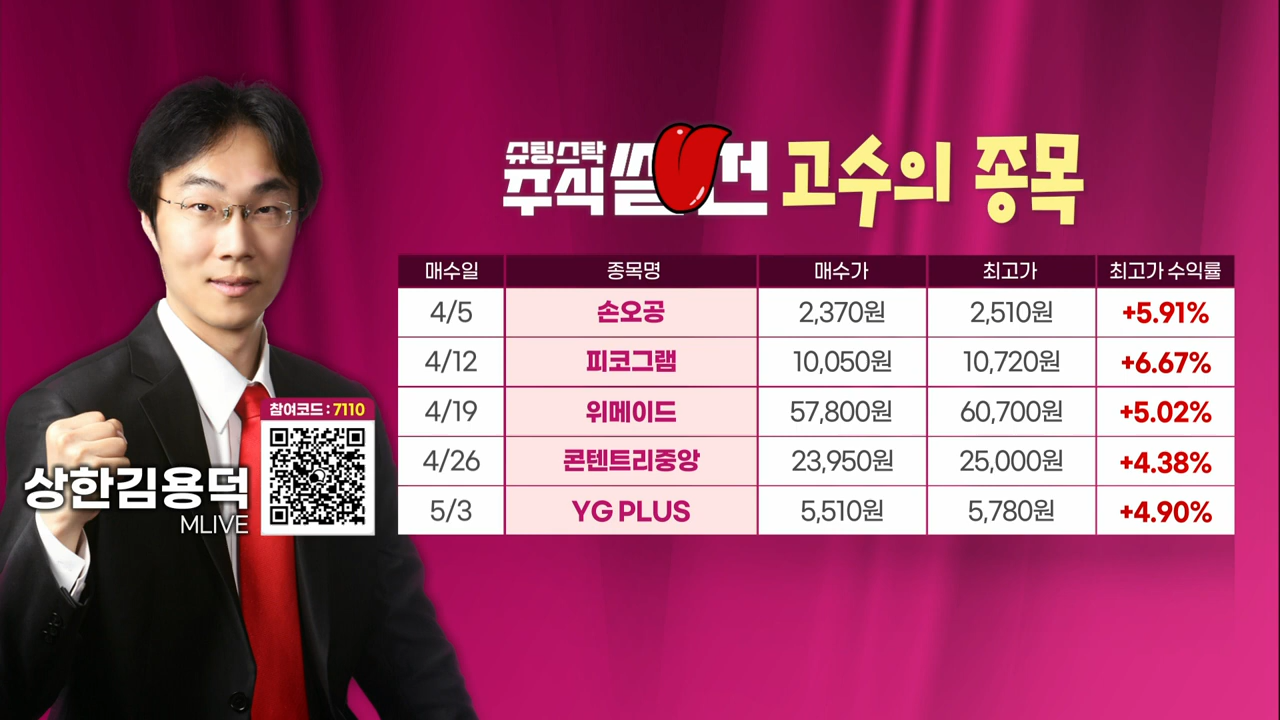 슈팅스탁
주식 썰전 고수의 종목
매수일 종목명 매수가 최고가 최고가 수익률
4/5 손오공 2,370원 2,510원 +5.91%
4/12 피코그램 10,050원 10,720원 +6.67%
4/19 위메이드 57,800원 60,700원 +5.02%
4/26 콘텐트리중앙 23,950원 25,000원 +4.38%
5/3 YG PLUS 5,510원 5,780원 +4.90%
참여코드 : 7110
상한김용덕
MLIVE